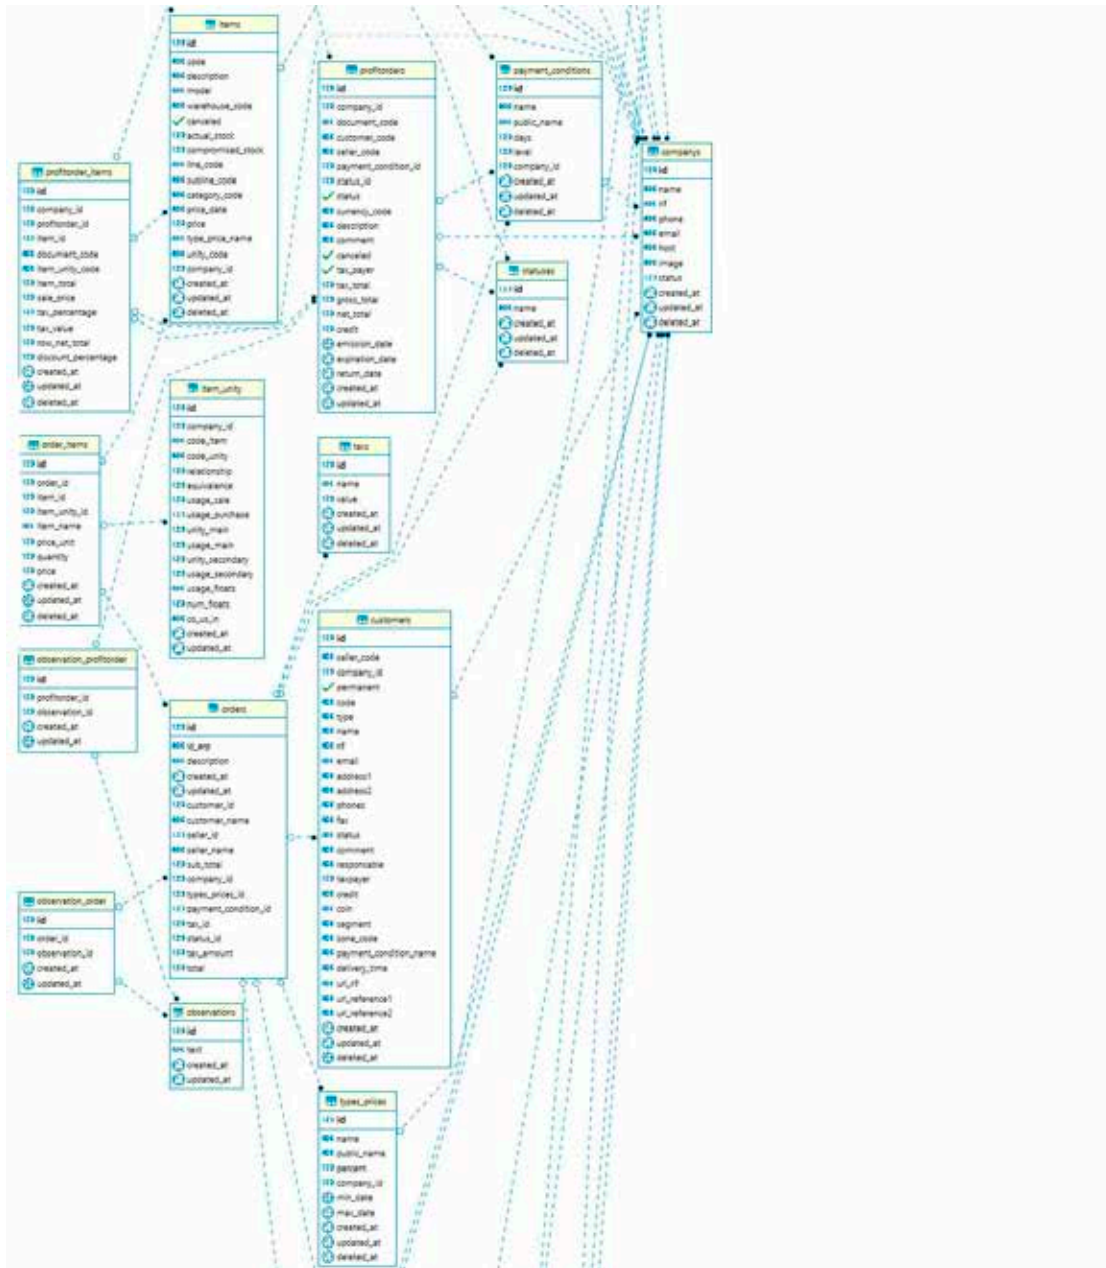 items
id
code
description
model
warehouse_code
canceled
actual_stock
compromised_stock
line_code
subline_code
category_code
price_date
price
type_price_name
unity_code
company_id
created_at
updated_at
deleted_at
profitorders
id
company_id
document_code
customer_code
seller_code
payment_condition_id
status_id
status
currency_code
description
comment
canceled
tax_payer
tax_total
gross_total
net_total
credit
emission_date
expiration_date
return_date
created_at
updated_at
payment_conditions
id
name
public_name
days
level
company_id
created_at
updated_at
deleted_at
companys
id
name
rif
phone
email
host
image
status
created_at
updated_at
deleted_at
profitorder_items
id
company_id
profitorder_id
item_id
document_code
item_unity_code
item_total
sale_price
tax_percentage
tax_value
row_net_total
discount_percentage
created_at
updated_at
deleted_at
statuses
id
name
created_at
updated_at
deleted_at
item_unity
id
company_id
code_item
code_unity
relationship
equivalence
usage_sale
usage_purchase
unity_main
usage_main
unity_secondary
usage_secondary
usage_floats
num_floats
co_us_in
created_at
updated_at
order_items
id
order_id
item_id
item_unity_id
item_name
price_unit
quantity
price
created_at
updated_at
deleted_at
id
name
value
created_at
updated_at
deleted_at
customers
id
seller_code
company_id
permanent
code
type
name
rif
email
address1
address2
phones
fax
status
comment
responsable
taxpayer
credit
coin
segment
zone_code
payment_condition_name
delivery_time
url_rif
url_reference1
url_reference2
created_at
updated_at
deleted_at
observation_profitorder
id
profitorder_id
observation_id
created_at
updated_at
orders
id
id_erp
description
created_at
updated_at
customer_id
customer_name
seller_id
seller_name
sub_total
company_id
types_prices_id
payment_condition_id
tax_id
status_id
tax_amount
total
observation_order
id
order_id
observation_id
created_at
updated_at
observations
id
text
created_at
updated_at
types_prices
id
name
public_name
percent
company_id
min_date
max_date
created_at
updated_at
deleted_at